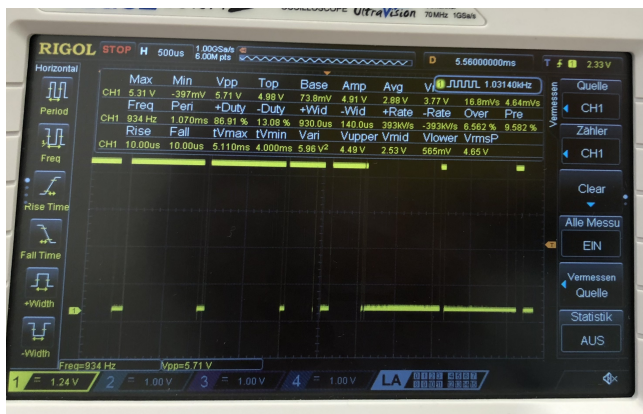 OSCILLOSCOPE UltraVision 70MHz 1GSa/s
RIGOL STOP H 500us 1.00GSa/s 6.00M pts D 5.56000000ms T 1 2.33 V
Horizontal
Period
Freq
Rise Time
Fall Time
+Width
-Width
Max Min Vpp Top Base Amp Avg
1 1.03140kHz
CH1 5.31 V -397mV 5.71 V 4.98 V 73.8mV 4.91 V 2.88 V 3.77 V 16.8mVs 4.64mVs
Freq Peri +Duty -Duty +Wid -Wid +Rate -Rate Over Pre
CH1 934 Hz 1.070ms 86.91 % 13.08 % 930.0us 140.0us 393kV/s -393kV/s 6.562 % 9.582 %
Rise Fall tVmax tVmin Vari Vupper Vmid Vlower VrmsP
CH1 10.00us 10.00us 5.110ms 4.000ms 5.96 V² 4.49 V 2.53 V 565mV 4.65 V
T
1
Freq=934 Hz Vpp=5.71 V
1 = 1.24 V 2 = 1.00 V 3 = 1.00 V 4 = 1.00 V LA
Vermessen
Quelle
CH1
Zähler
CH1
Clear
Alle Messu
EIN
Vermessen
Quelle
Statistik
AUS